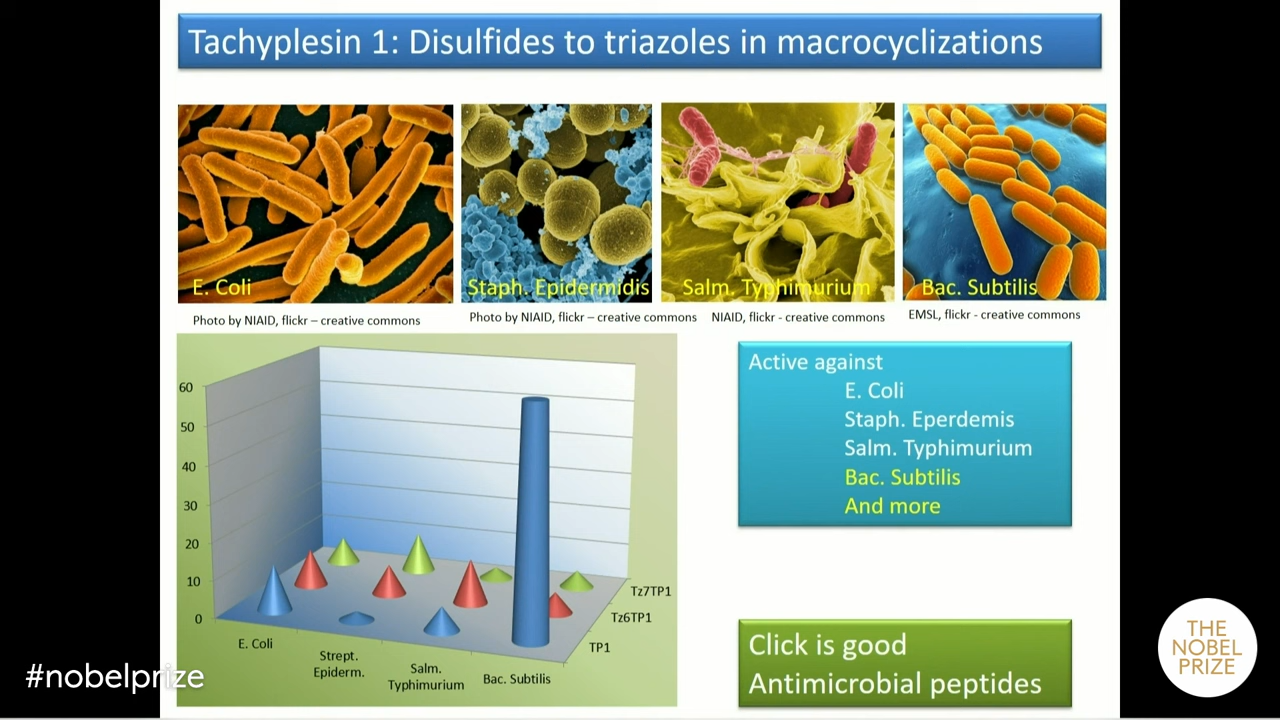 Tachyplesin 1: Disulfides to triazoles in macrocyclizations
E. Coli
Staph. Epidermidis
Salm. Typhimurium
Bac. Subtilis
Photo by NIAID, flickr – creative commons
Photo by NIAID, flickr – creative commons
NIAID, flickr - creative commons
EMSL, flickr - creative commons
60
50
40
30
20
10
0
E. Coli
Strept.
Epiderm.
Salm.
Typhimurium
Bac. Subtilis
TP1
Tz6TP1
Tz7TP1
Active against
E. Coli
Staph. Eperdemis
Salm. Typhimurium
Bac. Subtilis
And more
Click is good
Antimicrobial peptides
#nobelprize
THE
NOBEL
PRIZE